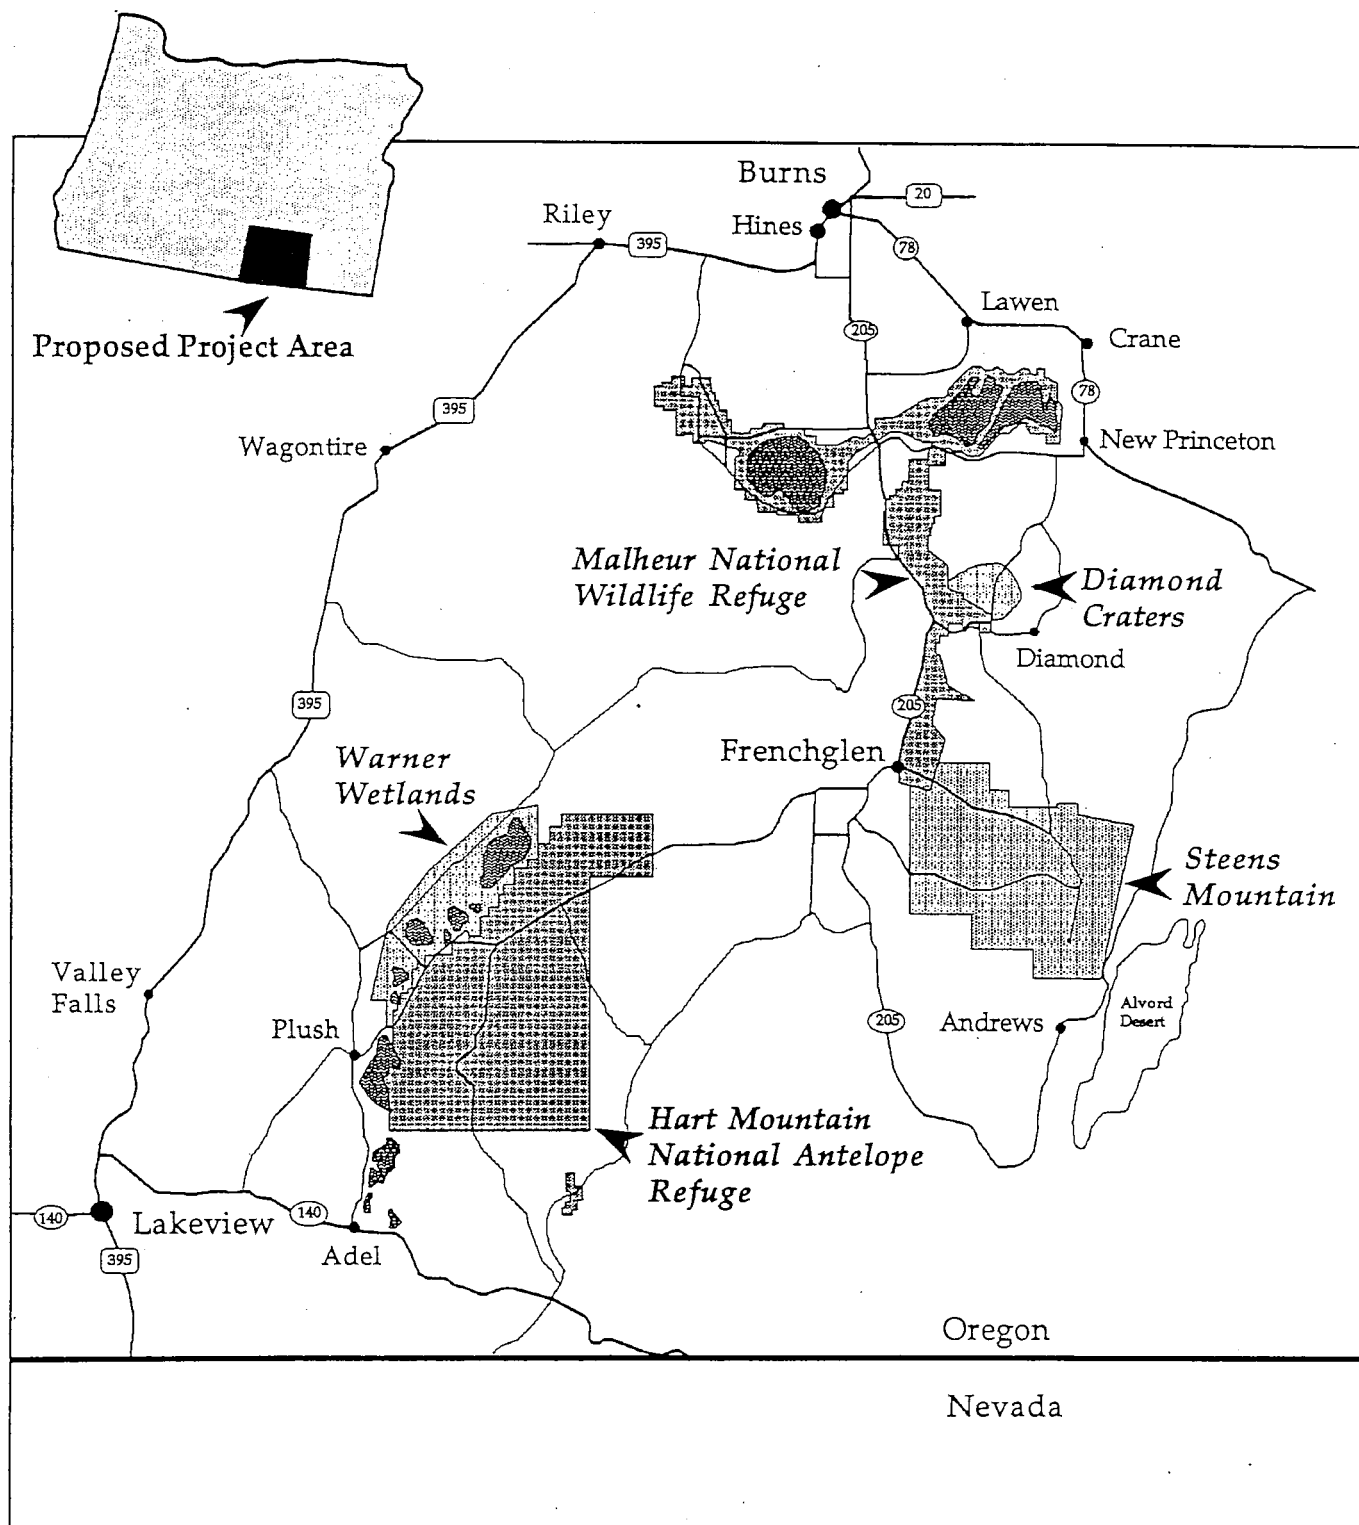 Burns
20
Riley
Hines
395
78
Lawen
205
Crane
Proposed Project Area
78
395
Wagontire
New Princeton
Malheur National
Wildlife Refuge
Diamond
Craters
Diamond
395
205
Warner
Wetlands
Frenchglen
Steens
Mountain
Valley
Falls
Plush
205
Andrews
Alvord
Desert
Hart Mountain
National Antelope
Refuge
140
Lakeview
140
395
Adel
Oregon
Nevada